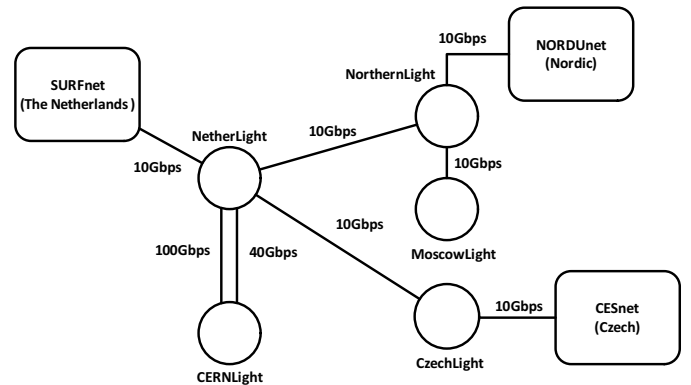 10Gbps
NORDUnet
(Nordic)
SURFnet
(The Netherlands )
NorthernLight
NetherLight
10Gbps
10Gbps
10Gbps
10Gbps
100Gbps
40Gbps
MoscowLight
10Gbps
CESnet
(Czech)
CERNLight
CzechLight